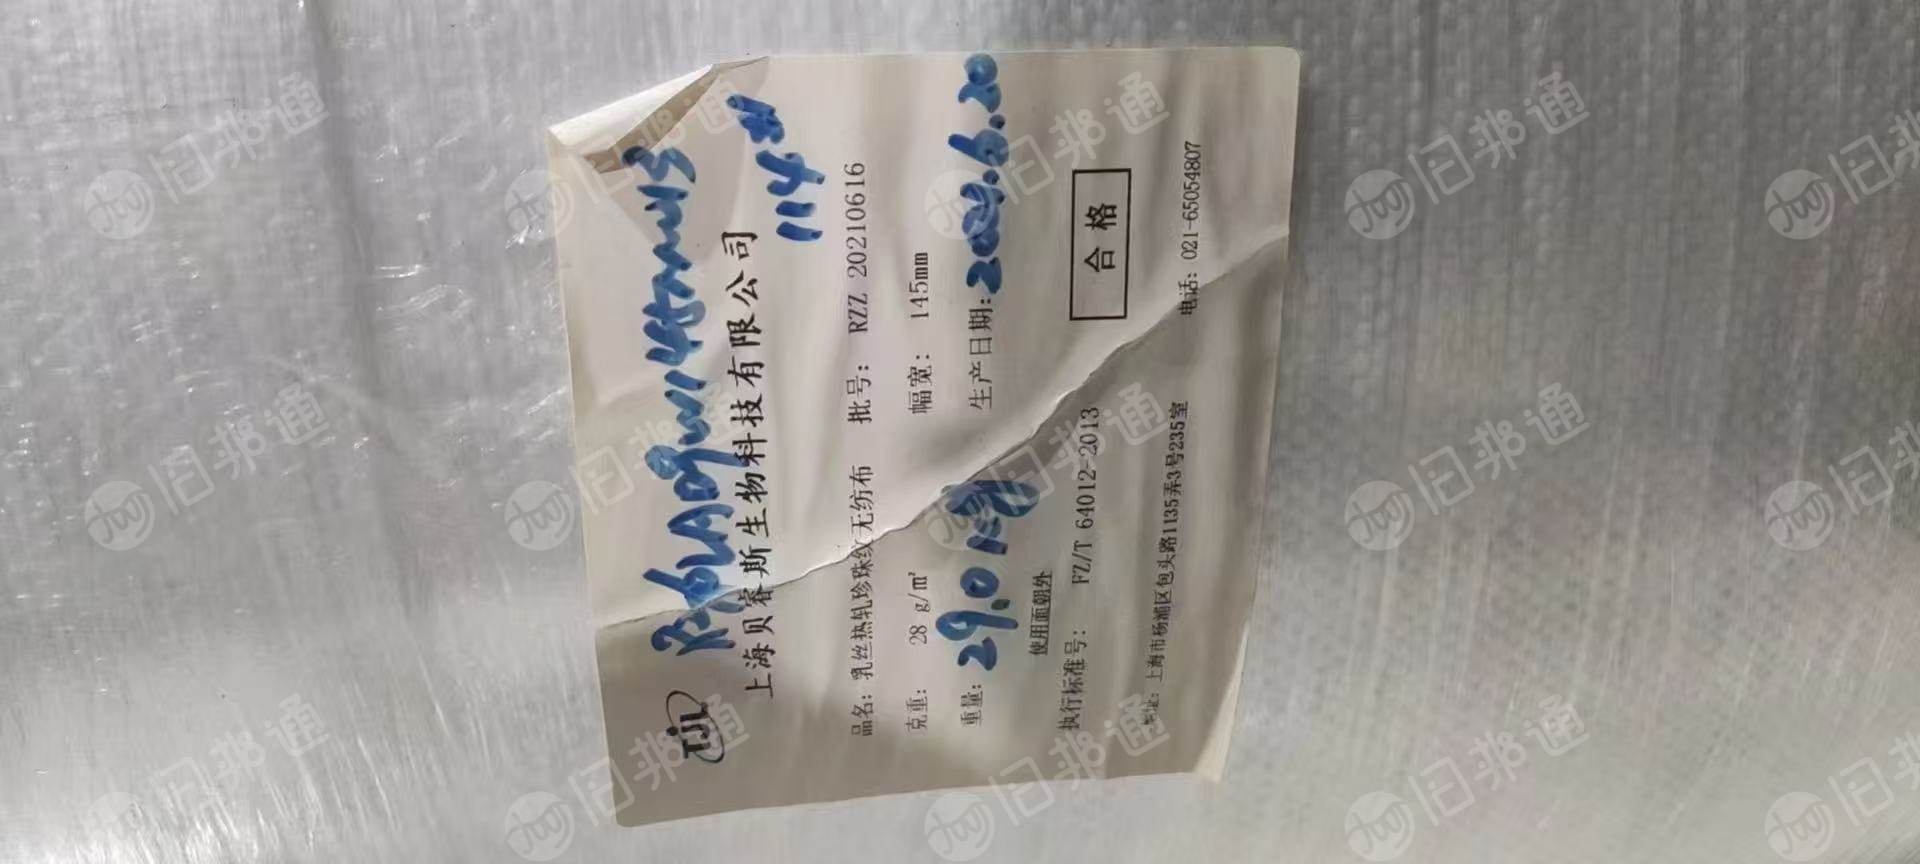 114#
TJL
上海贝睿斯生物科技有限公司
品名：乳丝热轧珍珠纹无纺布 批号： RZZ 20210616
克重： 28 g/㎡ 幅宽： 145mm
重量： 29.0 生产日期：
使用面朝外
执行标准号： FZ/T 64012-2013
合格
地址：上海市杨浦区包头路1135弄3号235室 电话：021-65054807
旧邦通